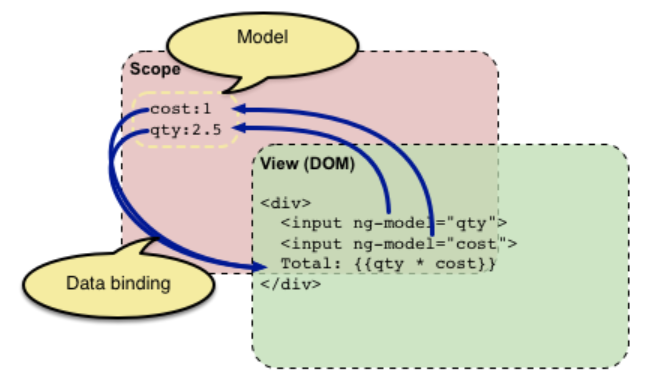 Model
Scope
cost:1
qty:2.5
View (DOM)
<div>
<input ng-model="qty">
<input ng-model="cost">
Total: {{qty * cost}}
</div>
Data binding